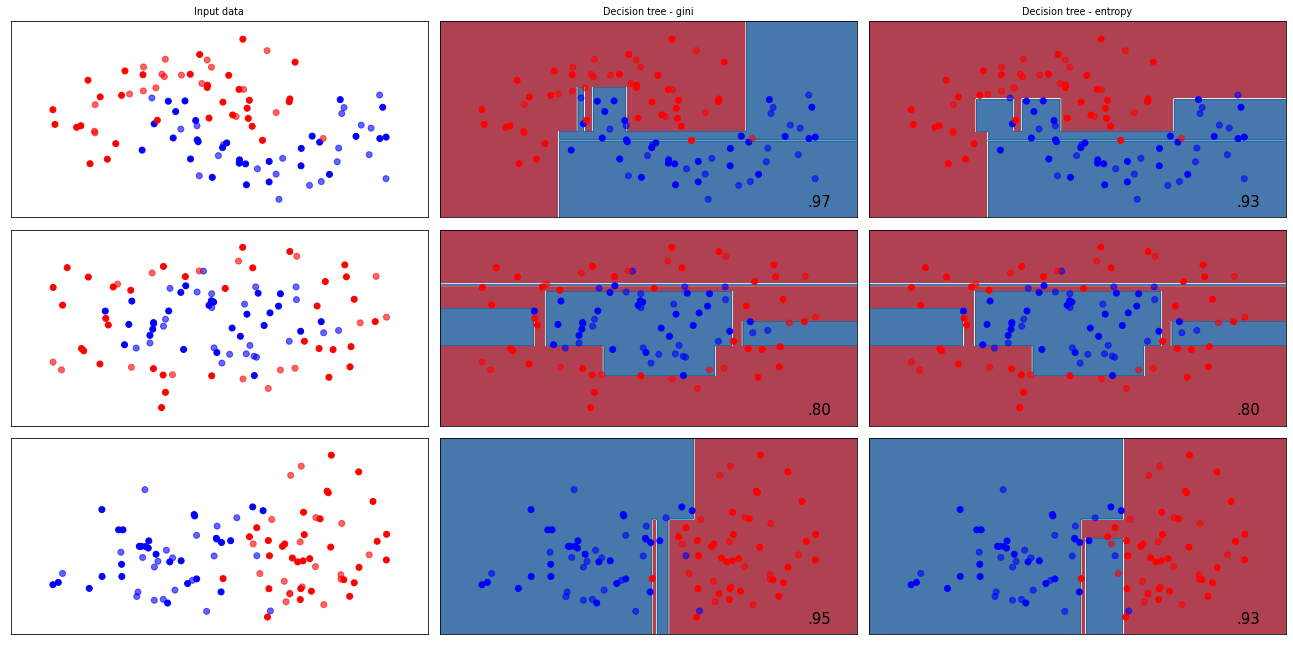 Input data
Decision tree - gini
Decision tree - entropy
.97
.93
.80
.80
.95
.93